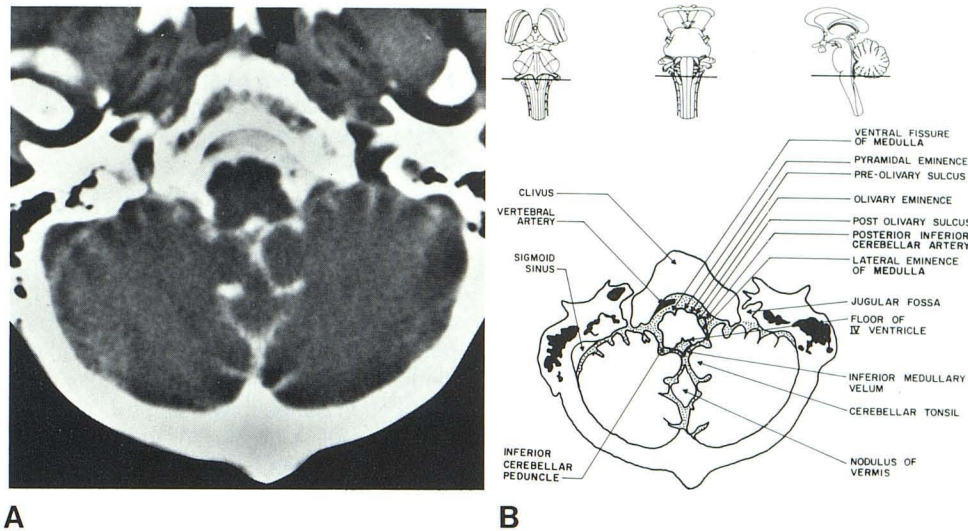 VENTRAL FISSURE
OF MEDULLA
PYRAMIDAL EMINENCE
PRE-OLIVARY SULCUS
OLIVARY EMINENCE
POST OLIVARY SULCUS
POSTERIOR INFERIOR
CEREBELLAR ARTERY
LATERAL EMINENCE
OF MEDULLA
JUGULAR FOSSA
FLOOR OF
IV VENTRICLE
INFERIOR MEDULLARY
VELUM
CEREBELLAR TONSIL
NODULUS OF
VERMIS
CLIVUS
VERTEBRAL
ARTERY
SIGMOID
SINUS
INFERIOR
CEREBELLAR
PEDUNCLE
A
B